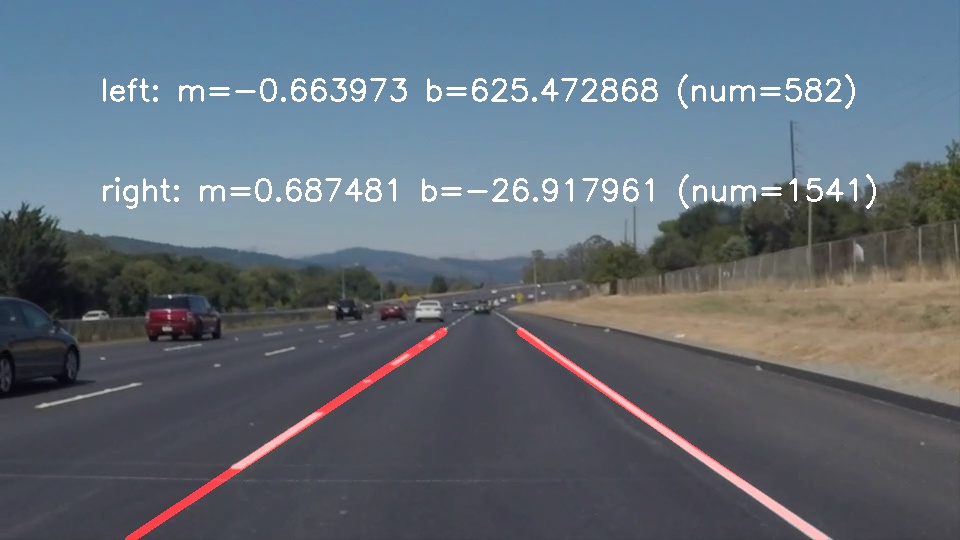 left: m=-0.663973 b=625.472868 (num=582)
right: m=0.687481 b=-26.917961 (num=1541)